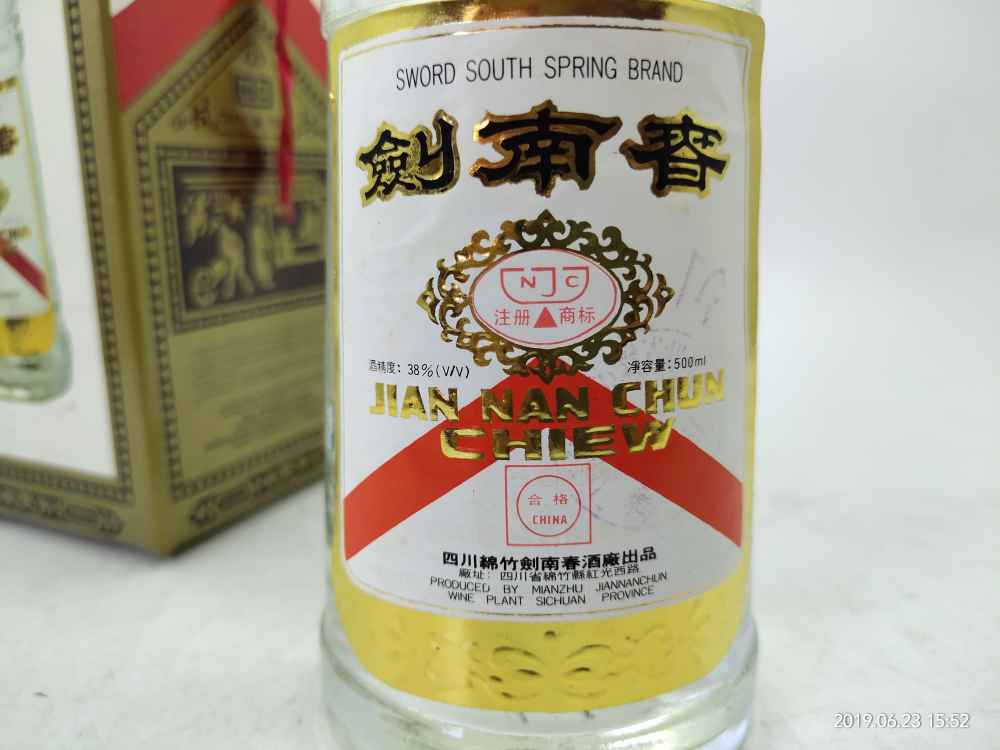 SWORD SOUTH SPRING BRAND
劍南春
NJC
注册▲商标
酒精度：38%(V/V)
净容量：500ml
JIAN NAN CHUN
CHIEW
合格
CHINA
四川綿竹劍南春酒廠出品
廠址：四川省綿竹縣紅光西路
PRODUCED BY MIANZHU JIANNANCHUN
WINE PLANT SICHUAN PROVINCE
2019.06.23 15:52